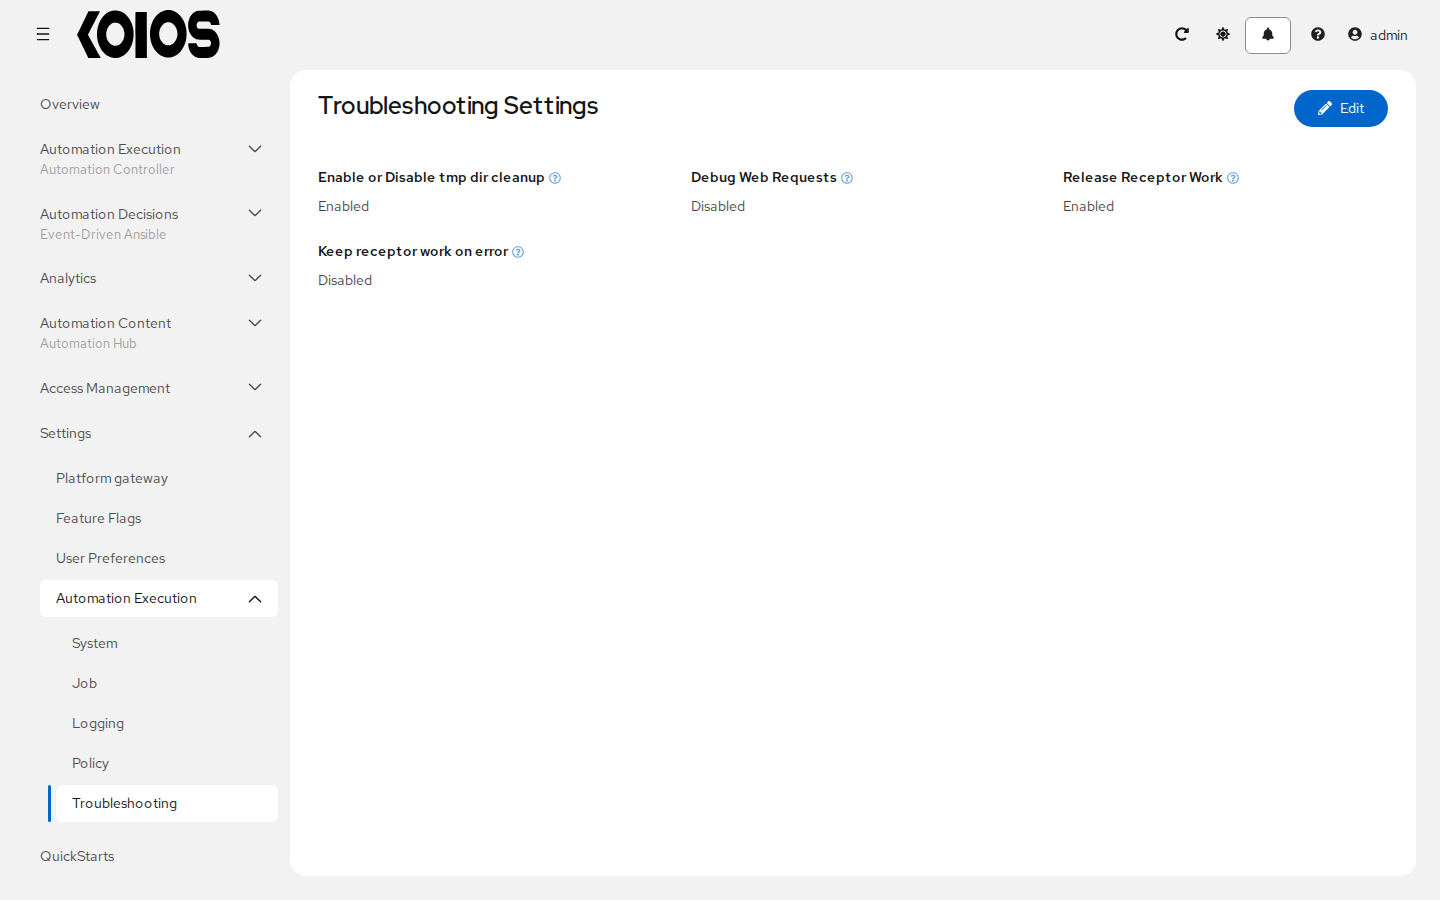 KOIOS
admin
Overview
Automation Execution
Automation Controller
Automation Decisions
Event-Driven Ansible
Analytics
Automation Content
Automation Hub
Access Management
Settings
Platform gateway
Feature Flags
User Preferences
Automation Execution
System
Job
Logging
Policy
Troubleshooting
QuickStarts
Troubleshooting Settings
Edit
Enable or Disable tmp dir cleanup
Enabled
Debug Web Requests
Disabled
Release Receptor Work
Enabled
Keep receptor work on error
Disabled